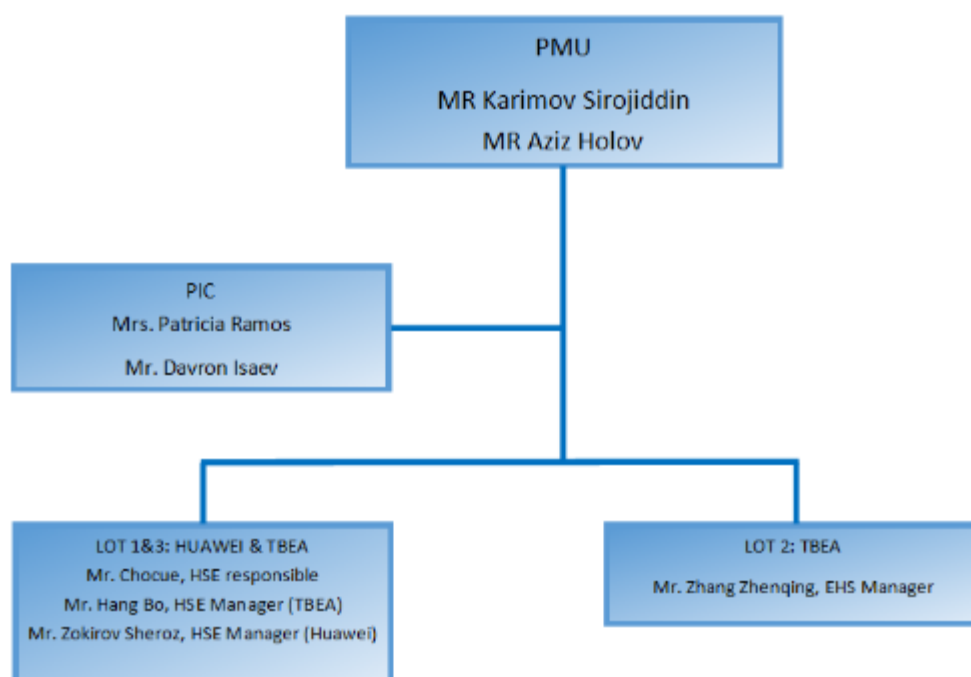 PMU
MR Karimov Sirojiddin
MR Aziz Holov
PIC
Mrs. Patricia Ramos
Mr. Davron Isaev
LOT 1&3: HUAWEI & TBEA
Mr. Chocue, HSE responsible
Mr. Hang Bo, HSE Manager (TBEA)
Mr. Zokirov Sheroz, HSE Manager (Huawei)
LOT 2: TBEA
Mr. Zhang Zhenqing, EHS Manager